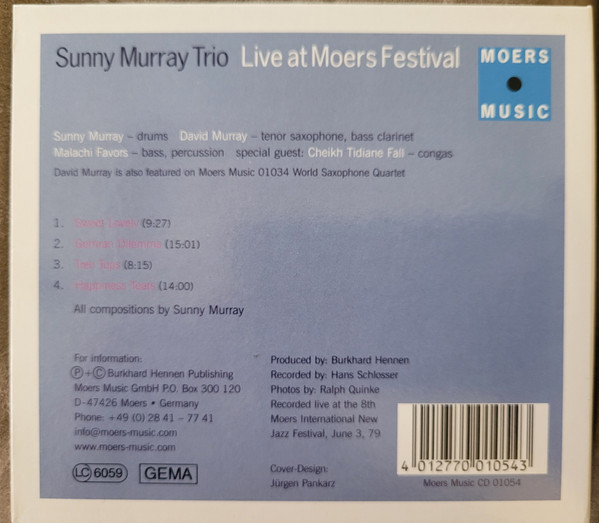 Sunny Murray Trio Live at Moers Festival
MOERS
MUSIC
Sunny Murray – drums David Murray – tenor saxophone, bass clarinet
Malachi Favors – bass, percussion special guest: Cheikh Tidiane Fall – congas
David Murray is also featured on Moers Music 01034 World Saxophone Quartet
1. (9:27)
2. German (15:01)
3. Tree (8:15)
4. (14:00)
All compositions by Sunny Murray
For information:
Ⓟ+Ⓒ Burkhard Hennen Publishing
Moers Music GmbH P.O. Box 300 120
D-47426 Moers • Germany
Phone: +49 (0) 28 41 – 77 41
info@moers-music.com
www.moers-music.com
LC 6059 GEMA
Produced by: Burkhard Hennen
Recorded by: Hans Schlosser
Photos by: Ralph Quinke
Recorded live at the 8th
Moers International New
Jazz Festival, June 3, 79
Cover-Design:
Jürgen Pankarz
4 012770 010543
Moers Music CD 01054